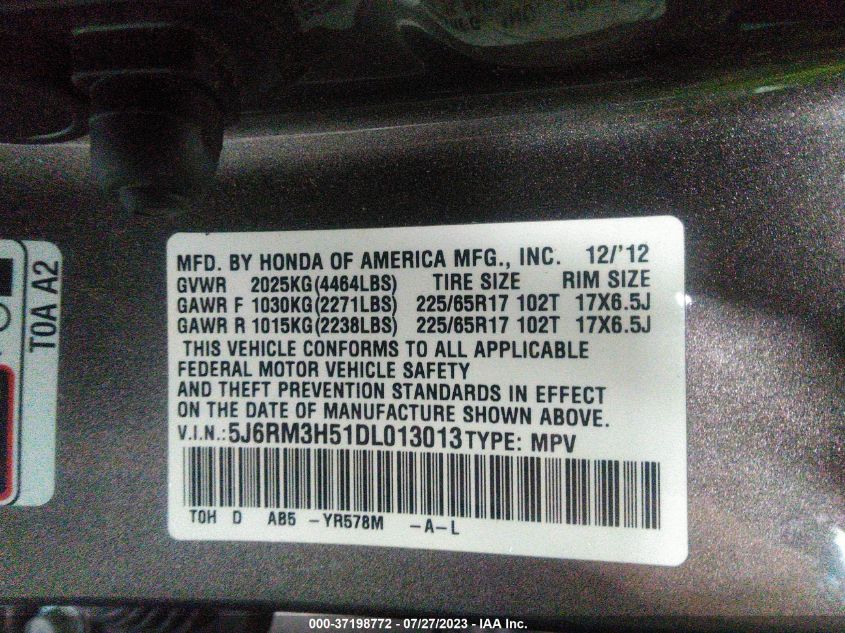 MFD. BY HONDA OF AMERICA MFG., INC. 12/'12
GVWR 2025KG(4464LBS) TIRE SIZE RIM SIZE
GAWR F 1030KG(2271LBS) 225/65R17 102T 17X6.5J
GAWR R 1015KG(2238LBS) 225/65R17 102T 17X6.5J
THIS VEHICLE CONFORMS TO ALL APPLICABLE
FEDERAL MOTOR VEHICLE SAFETY
AND THEFT PREVENTION STANDARDS IN EFFECT
ON THE DATE OF MANUFACTURE SHOWN ABOVE.
V.I.N.:5J6RM3H51DL013013 TYPE: MPV
T0H D AB5 -YR578M -A-L
T0A A2
000-37198772 / 07/27/2023 - IAA Inc.